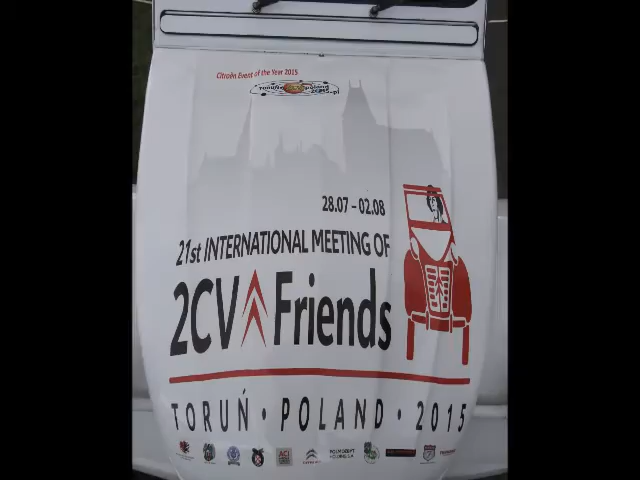 Citroën Event of the Year 2015
28.07 – 02.08
21st INTERNATIONAL MEETING OF
2CV Friends
TORUŃ · POLAND · 2015